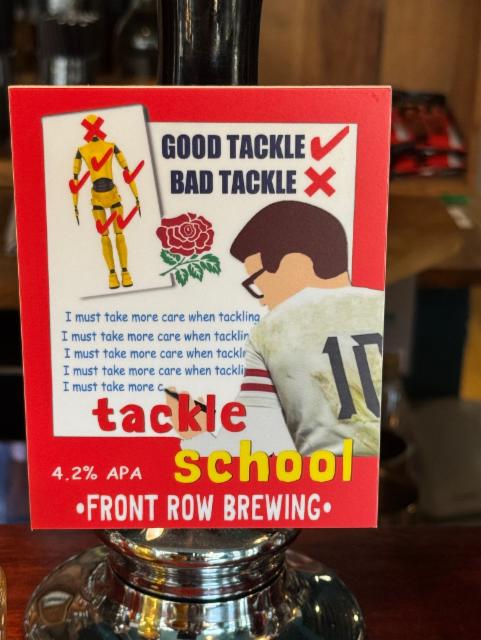 GOOD TACKLE
BAD TACKLE
I must take more care when tackling
I must take more care when tacklin
I must take more care when tackl
I must take more care when tackli
I must take more c
tackle
school
10
4.2% APA
•FRONT ROW BREWING•